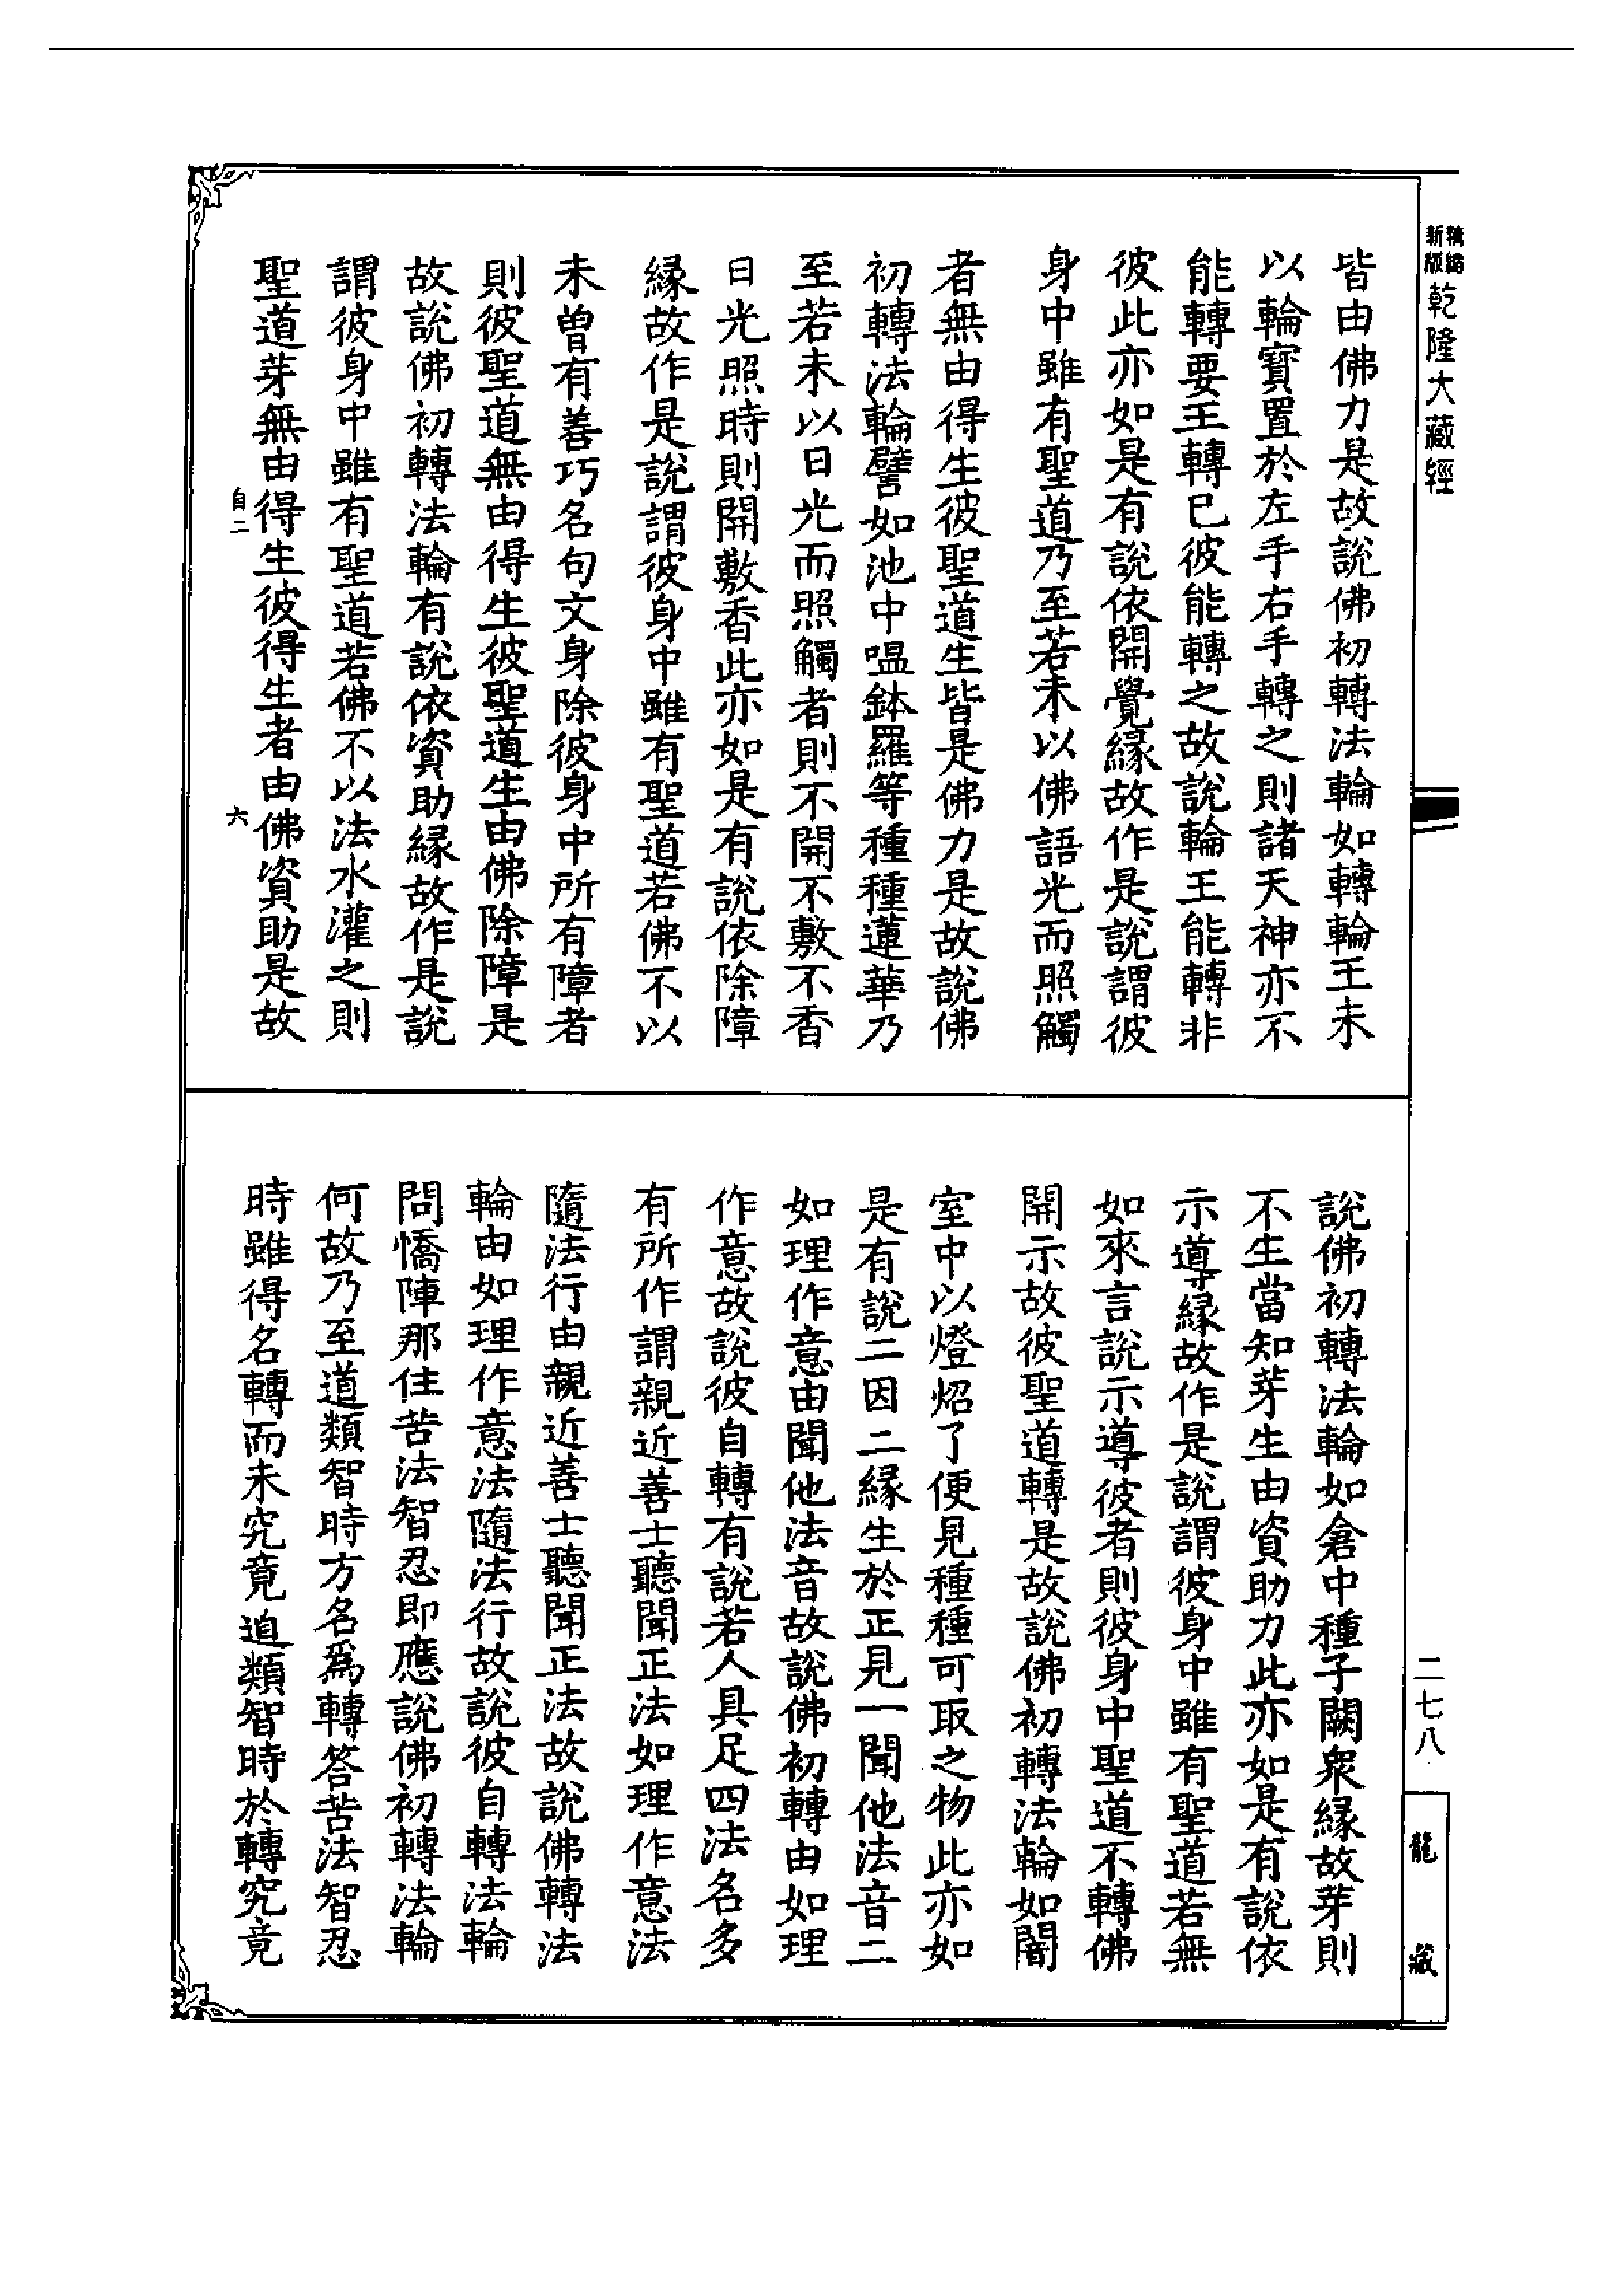 精縮新版乾隆大藏經
皆由佛力是故說佛初轉法輪如轉輪王未
以輪寳置於左手右手轉之則諸天神亦不
能轉要王轉已彼能轉之故說輪王能轉非
彼此亦如是有說依開覺緣故作是說謂彼
身中雖有聖道乃至若未以佛語光而照觸
者無由得生彼聖道生皆是佛力是故說佛
初轉法輪譬如池中嗢鉢羅等種種蓮華乃
至若未以日光而照觸者則不開不敷不香
日光照時則開敷香此亦如是有說依除障
緣故作是說謂彼身中雖有聖道若佛不以
未曾有善巧名句文身除彼身中所有障者
則彼聖道無由得生彼聖道生由佛除障是
故說佛初轉法輪有說依資助緣故作是說
謂彼身中雖有聖道若佛不以法水灌之則
聖道芽無由得生彼得生者由佛資助是故
自二
六
說佛初轉法輪如倉中種子闕衆緣故芽則
不生當知芽生由資助力此亦如是有說依
示導緣故作是說謂彼身中雖有聖道若無
如來言說示導彼者則彼身中聖道不轉佛
開示故彼聖道轉是故說佛初轉法輪如闇
室中以燈炤了便見種種可取之物此亦如
是有說二因二緣生於正見一聞他法音二
如理作意由聞他法音故說佛初轉由如理
作意故說彼自轉有說若人具足四法名多
有所作謂親近善士聽聞正法如理作意法
隨法行由親近善士聽聞正法故說佛轉法
輪由如理作意法隨法行故說彼自轉法輪
問憍陣那住苦法智忍即應說佛初轉法輪
何故乃至道類智時方名爲轉答苦法智忍
時雖得名轉而未究竟道類智時於轉究竟
二七八
龍藏